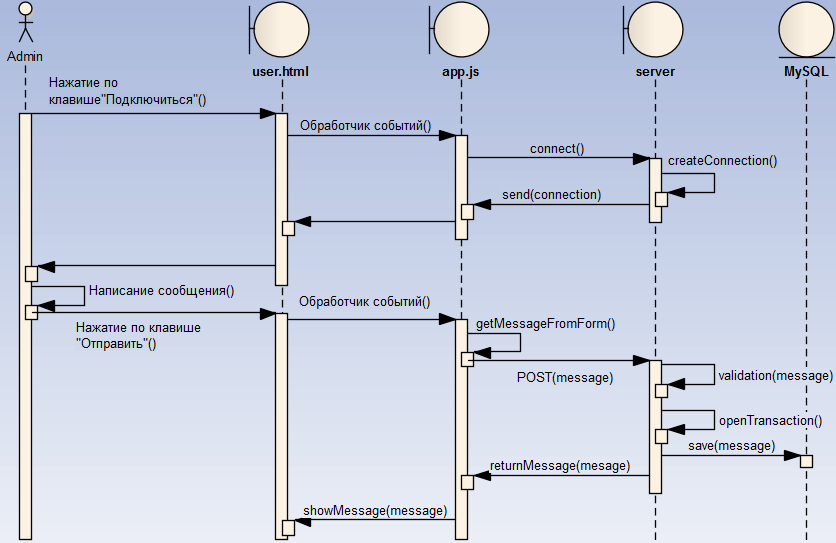 Admin
user.html
app.js
server
MySQL
Нажатие по
клавише"Подключиться"()
Обработчик событий()
connect()
createConnection()
send(connection)
Написание сообщения()
Обработчик событий()
Нажатие по клавише
"Отправить"()
getMessageFromForm()
POST(message)
validation(message)
openTransaction()
save(message)
returnMessage(mesage)
showMessage(message)